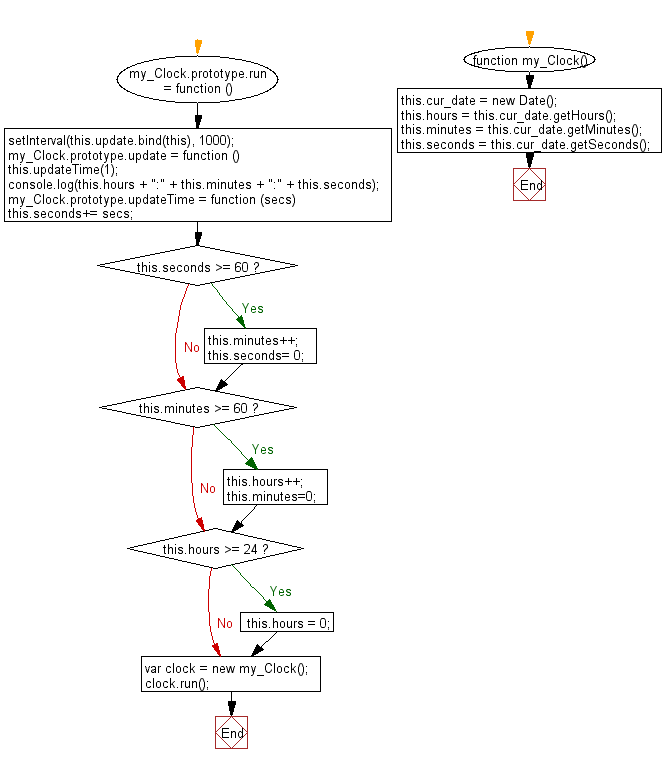 my_Clock.prototype.run
= function ()
setInterval(this.update.bind(this), 1000);
my_Clock.prototype.update = function ()
this.updateTime(1);
console.log(this.hours + ":" + this.minutes + ":" + this.seconds);
my_Clock.prototype.updateTime = function (secs)
this.seconds+= secs;
this.seconds >= 60 ?
Yes
No
this.minutes++;
this.seconds= 0;
this.minutes >= 60 ?
Yes
No
this.hours++;
this.minutes=0;
this.hours >= 24 ?
Yes
No
this.hours = 0;
var clock = new my_Clock();
clock.run();
End
function my_Clock()
this.cur_date = new Date();
this.hours = this.cur_date.getHours();
this.minutes = this.cur_date.getMinutes();
this.seconds = this.cur_date.getSeconds();
End